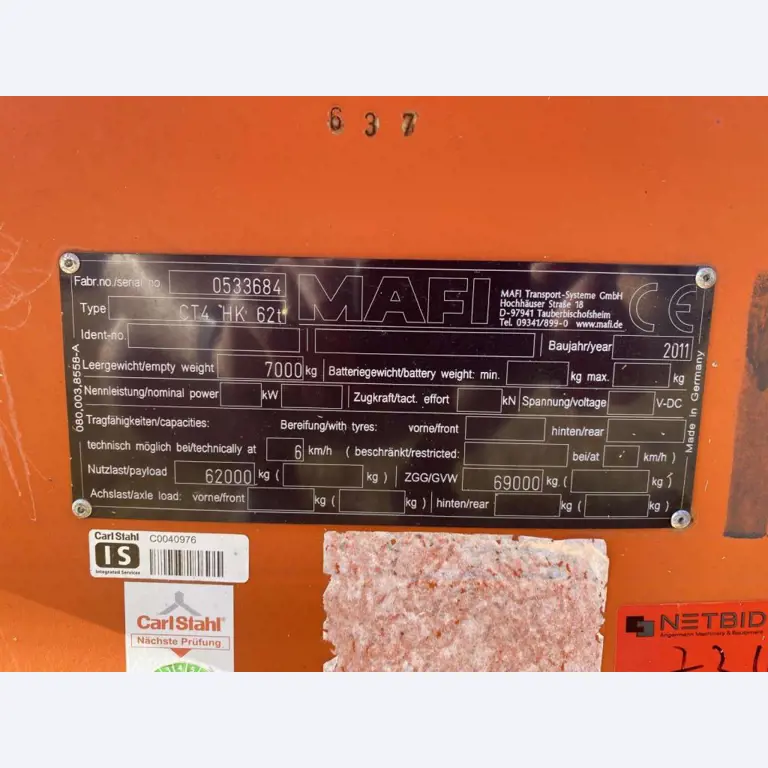 637
Fabr.no./serial no. 0533684
MAFI
MAFI Transport-Systeme GmbH
Hochhäuser Straße 18
D-97941 Tauberbischofsheim
Tel. 09341/899-0 www.mafi.de
CE
Type CT4 HK 62t
Ident-no.
Baujahr/year 2011
Leergewicht/empty weight 7000 kg Batteriegewicht/battery weight: min. kg max. kg
Nennleistung/nominal power kW Zugkraft/tact. effort kN Spannung/voltage V-DC
Tragfähigkeiten/capacities: Bereifung/with tyres: vorne/front hinten/rear
technisch möglich bei/technically at 6 km/h (beschränkt/restricted: bei/at km/h)
Nutzlast/payload 62000 kg ( kg ) ZGG/GVW 69000 kg ( kg )
Achslast/axle load: vorne/front kg ( kg ) hinten/rear kg ( kg )
080.003.8558-A
Made in Germany
Carl Stahl C0040976
IS
Integrated Services
Carl Stahl
Nächste Prüfung
NETBID
Angermann Machinery & Equipment